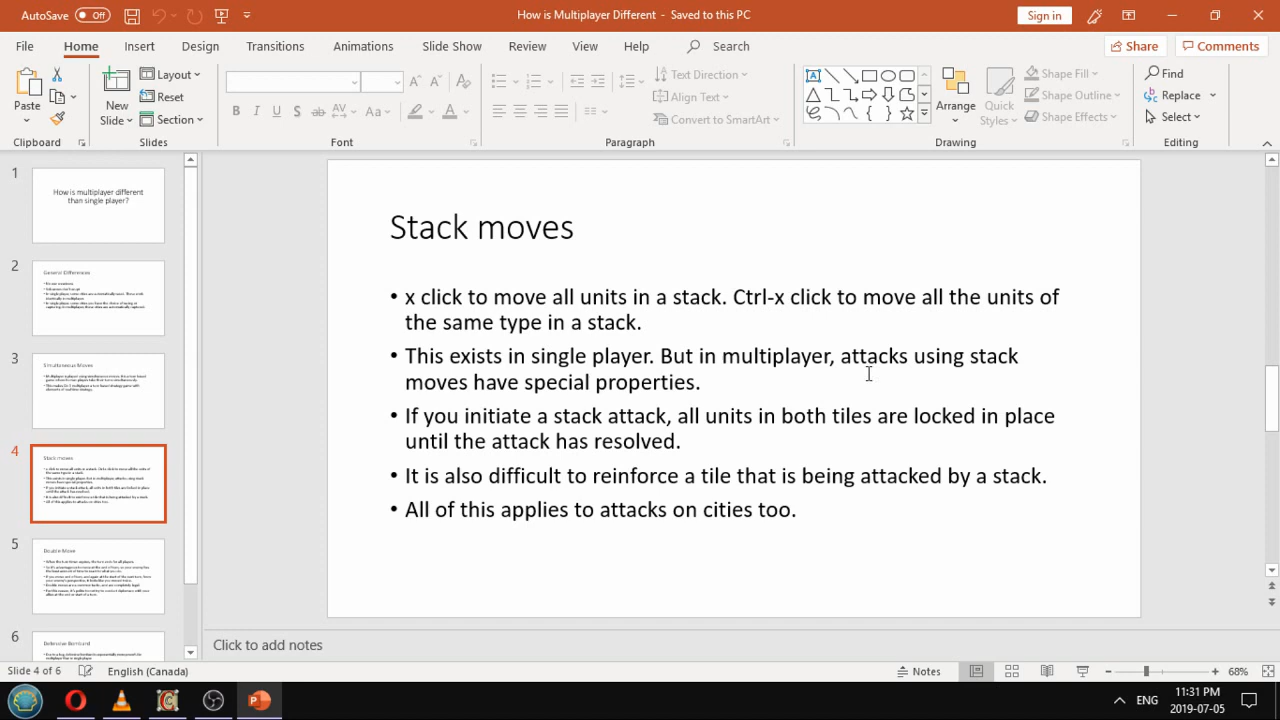 AutoSave Off
How is Multiplayer Different - Saved to this PC
Sign in
File Home Insert Design Transitions Animations Slide Show Review View Help Search
Share Comments
Paste
New Slide
Layout
Reset
Section
Text Direction
Align Text
Convert to SmartArt
Arrange
Quick Styles
Shape Fill
Shape Outline
Shape Effects
Find
Replace
Select
Clipboard Slides Font Paragraph Drawing Editing
1
How is multiplayer different
than single player?
2
General Differences
3
Simultaneous Moves
4
Stack moves
5
Double Move
6
Defensive Bombard
Stack moves
• x click to move all units in a stack. Ctrl-x click to move all the units of
the same type in a stack.
• This exists in single player. But in multiplayer, attacks using stack
moves have special properties.
• If you initiate a stack attack, all units in both tiles are locked in place
until the attack has resolved.
• It is also difficult to reinforce a tile that is being attacked by a stack.
• All of this applies to attacks on cities too.
Click to add notes
Slide 4 of 6 English (Canada) Notes 68%
ENG 11:31 PM
2019-07-05